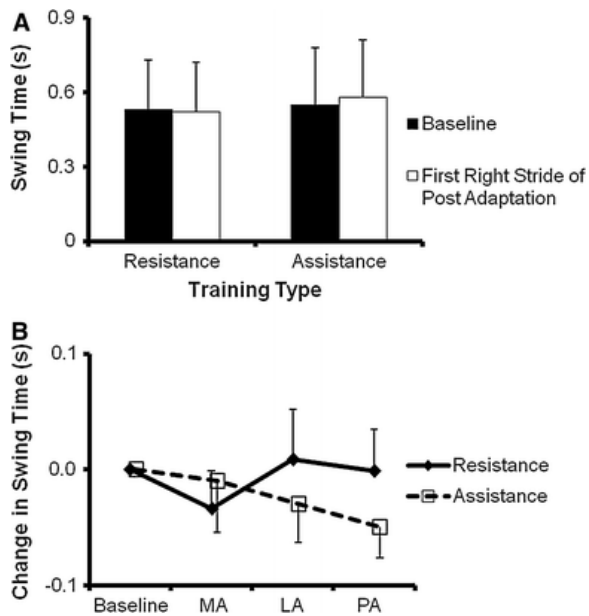 A
0.9
0.6
0.3
0
Swing Time (s)
Resistance
Assistance
Training Type
Baseline
First Right Stride of
Post Adaptation
B
0.1
0.0
-0.1
Change in Swing Time (s)
Baseline
MA
LA
PA
Resistance
Assistance